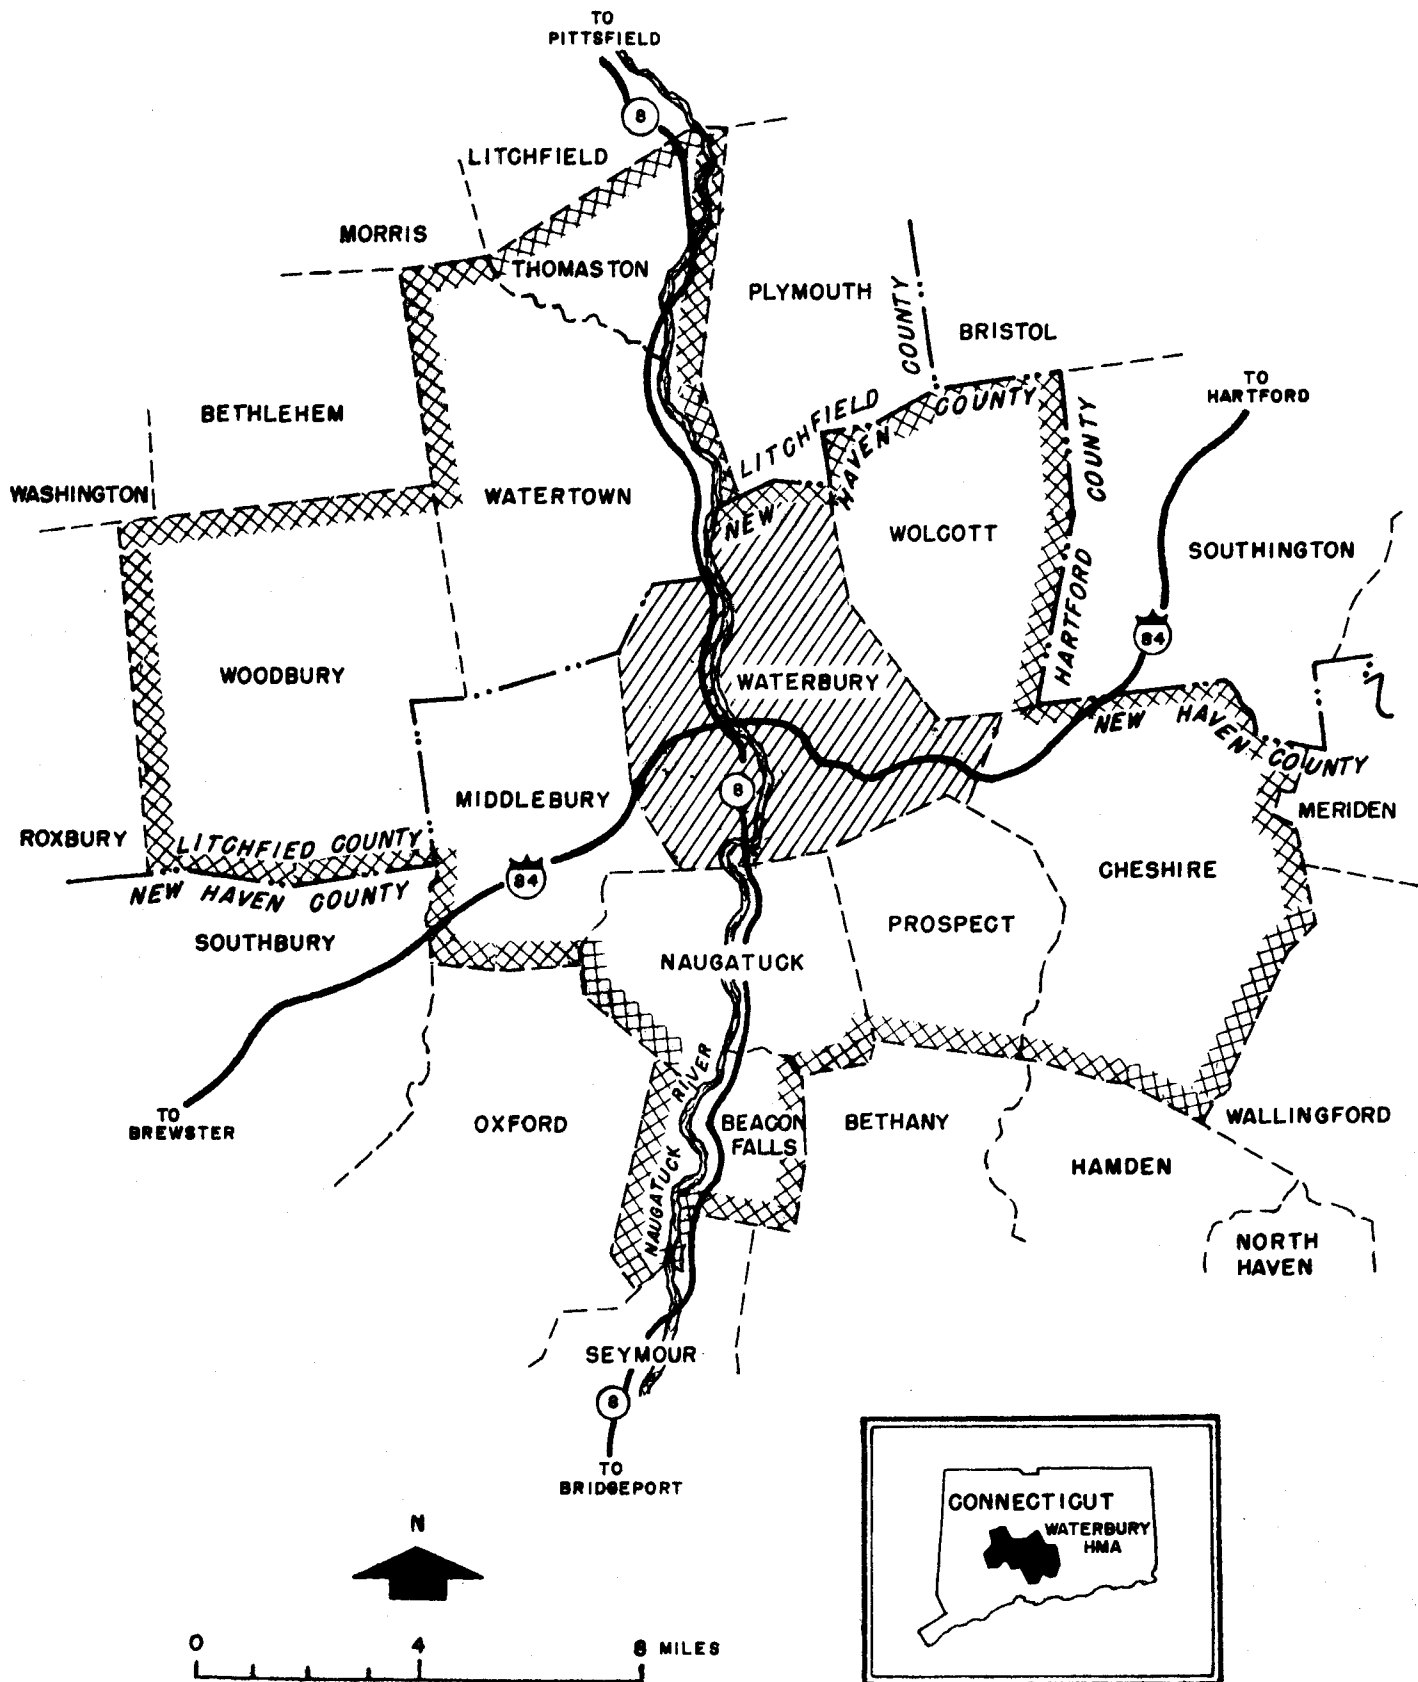 TO
PITTSFIELD
8
LITCHFIELD
MORRIS
THOMASTON
PLYMOUTH
COUNTY
BRISTOL
TO
HARTFORD
BETHLEHEM
LITCHFIELD
COUNTY
COUNTY
WASHINGTON
WATERTOWN
NEW HAVEN
WOLCOTT
SOUTHINGTON
HARTFORD
84
WOODBURY
WATERBURY
NEW HAVEN COUNTY
8
MIDDLEBURY
MERIDEN
ROXBURY
LITCHFIED COUNTY
84
CHESHIRE
NEW HAVEN COUNTY
SOUTHBURY
PROSPECT
NAUGATUCK
TO
BREWSTER
OXFORD
NAUGATUCK RIVER
BEACON
FALLS
BETHANY
WALLINGFORD
HAMDEN
NORTH
HAVEN
SEYMOUR
8
TO
BRIDGEPORT
CONNECTICUT
WATERBURY
HMA
N
0 4 8 MILES